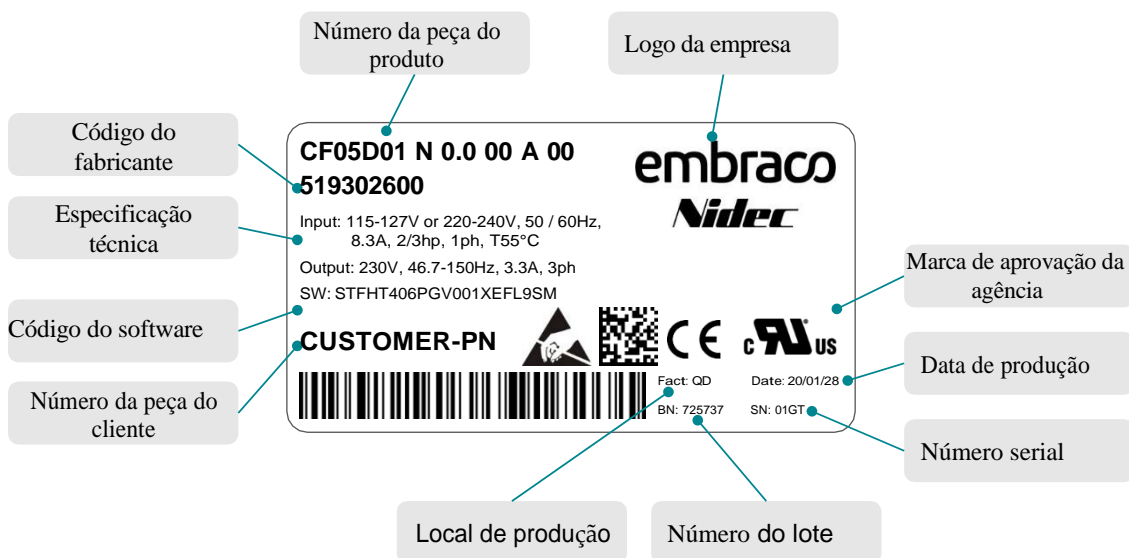 Número da peça do
produto
Logo da empresa
Código do
fabricante
Especificação
técnica
Código do software
Número da peça do
cliente
CF05D01 N 0.0 00 A 00
519302600
Input: 115-127V or 220-240V, 50 / 60Hz,
8.3A, 2/3hp, 1ph, T55°C
Output: 230V, 46.7-150Hz, 3.3A, 3ph
SW: STFHT406PGV001XEFL9SM
CUSTOMER-PN
embraco
Nidec
CE
c RU ® US
Fact: QD
Date: 20/01/28
BN: 725737
SN: 01GT
Marca de aprovação da
agência
Data de produção
Número serial
Local de produção
Número do lote